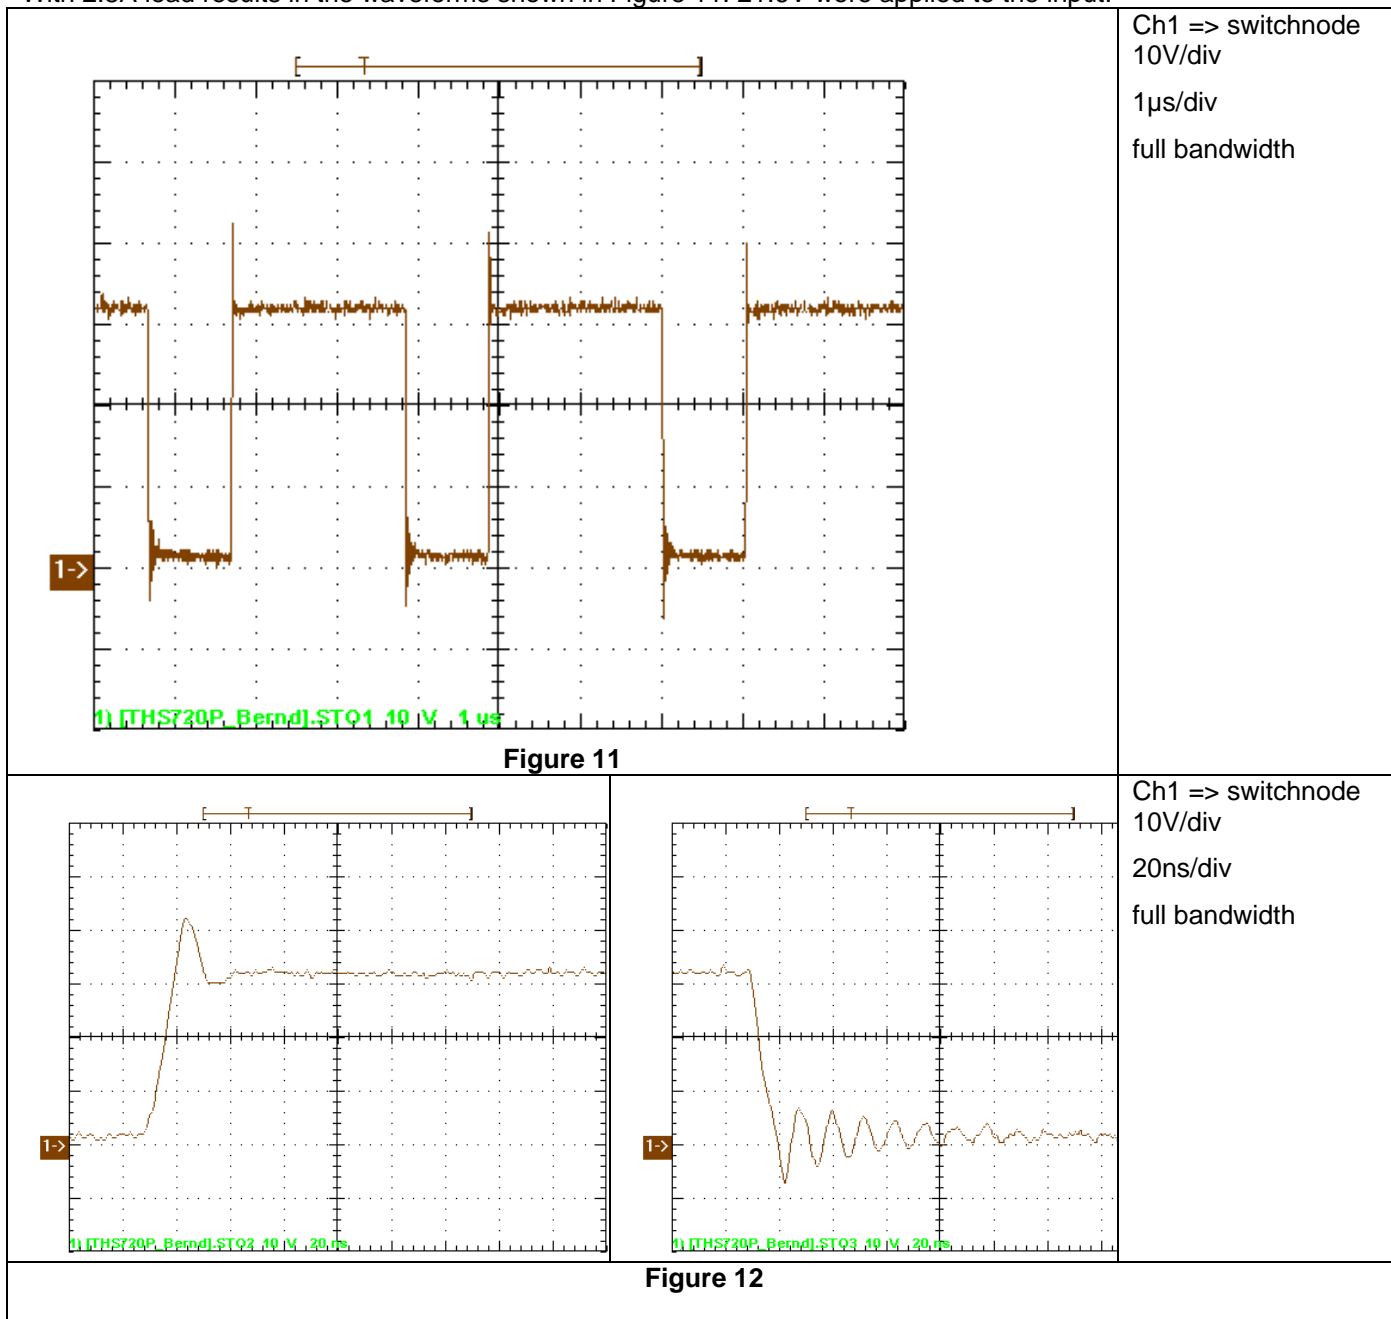 Ch1 => switchnode
10V/div
1µs/div
full bandwidth
1->
1) [THS720P_Bernd].STO1 10 V 1 us
Figure 11
Ch1 => switchnode
10V/div
20ns/div
full bandwidth
1->
1) [THS720P_Bernd].STO2 10 V 20 ns
1->
1) [THS720P_Bernd].STO3 10 V 20 ns
Figure 12